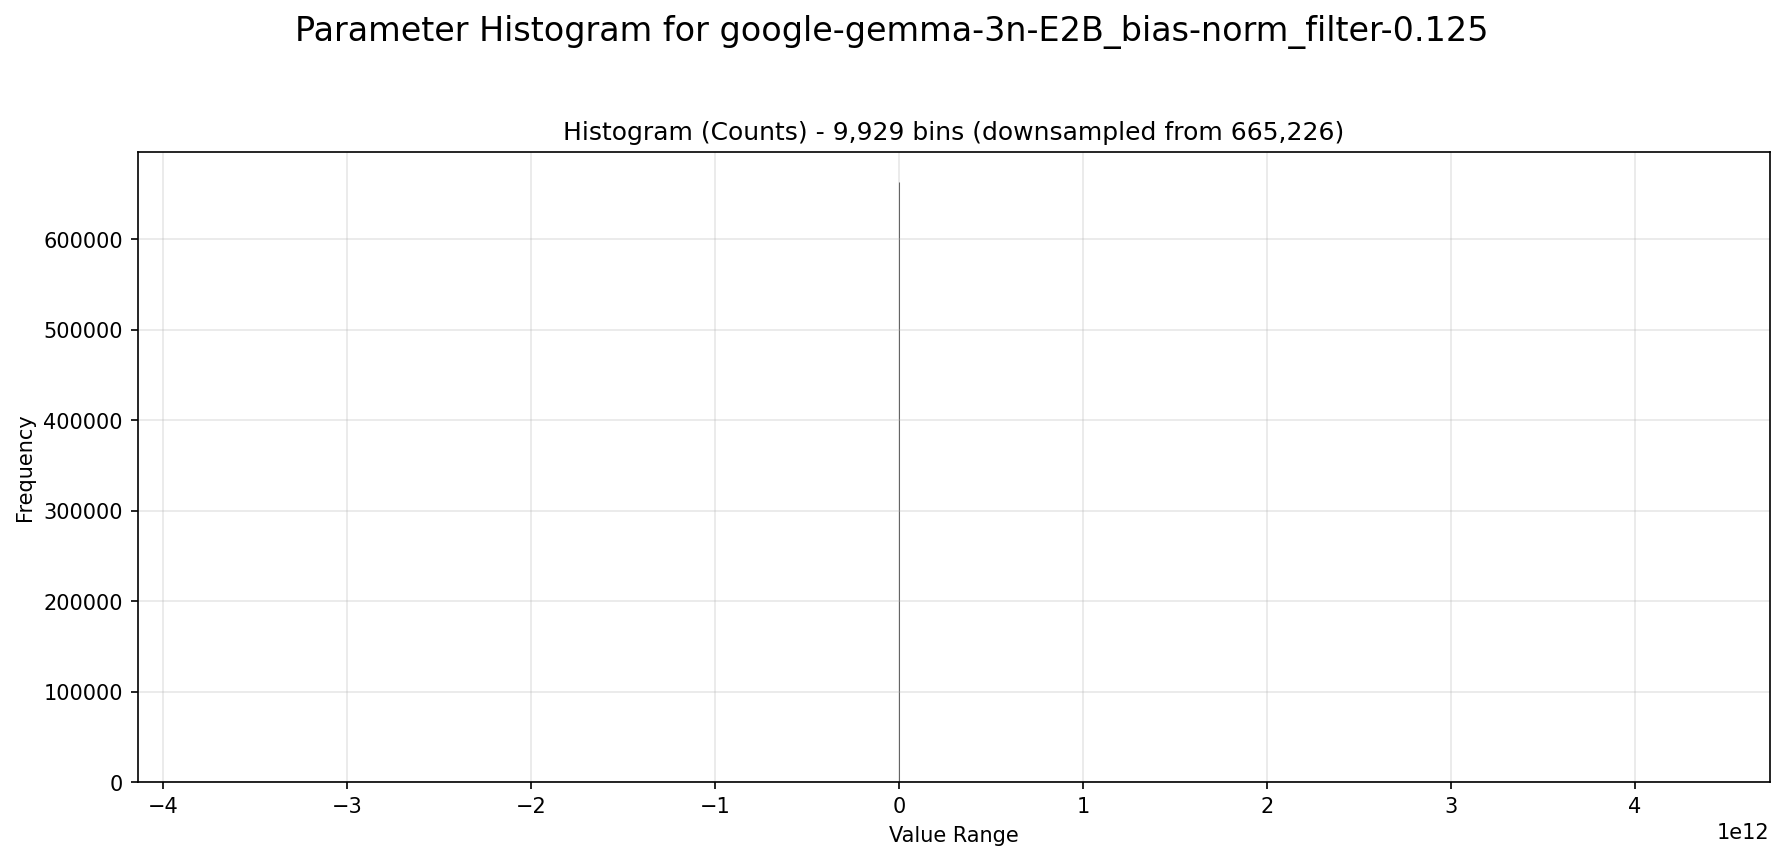 Parameter Histogram for google-gemma-3n-E2B_bias-norm_filter-0.125
Histogram (Counts) - 9,929 bins (downsampled from 665,226)
600000
500000
400000
300000
200000
100000
0
Frequency
−4 −3 −2 −1 0 1 2 3 4
1e12
Value Range